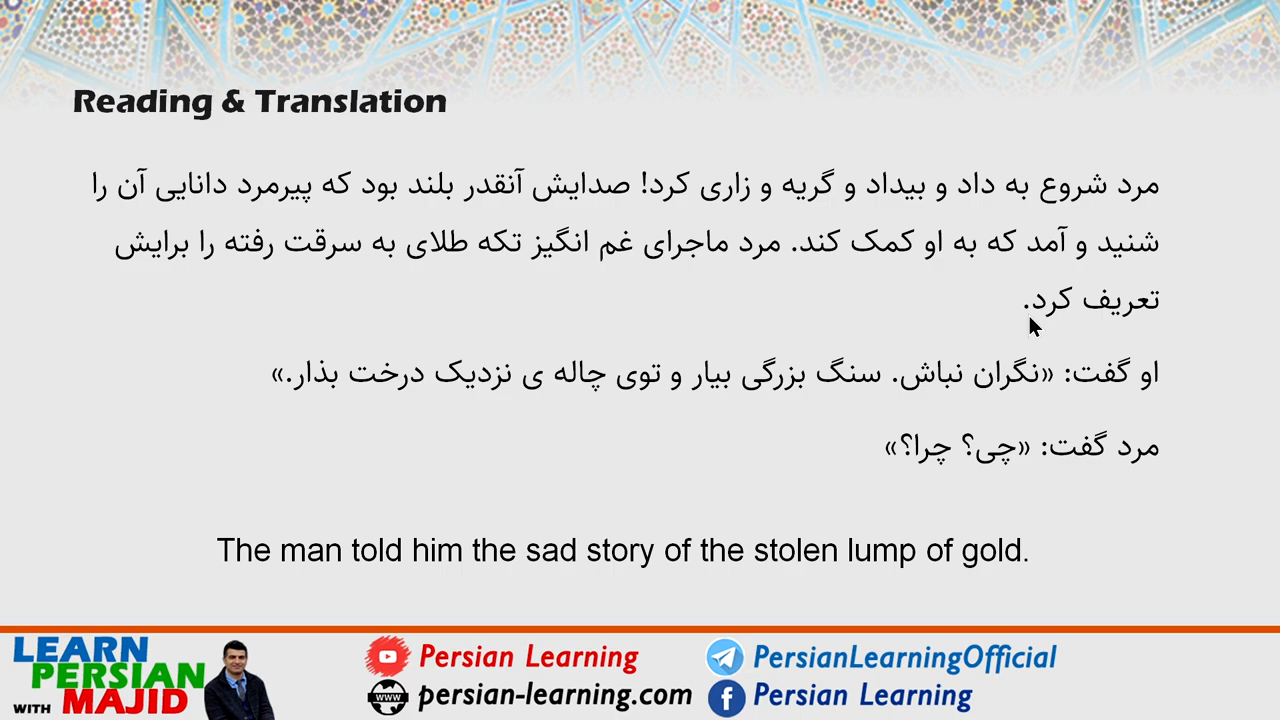 Reading & Translation
مرد شروع به داد و بیداد و گریه و زاری کرد! صدایش آنقدر بلند بود که پیرمرد دانایی آن را
شنید و آمد که به او کمک کند. مرد ماجرای غم انگیز تکه طلای به سرقت رفته را برایش
تعریف کرد.
او گفت: «نگران نباش. سنگ بزرگی بیار و توی چاله ی نزدیک درخت بذار.»
مرد گفت: «چی؟ چرا؟»
The man told him the sad story of the stolen lump of gold.
LEARN
PERSIAN
WITH MAJID
Persian Learning
PersianLearningOfficial
WWW
persian-learning.com
Persian Learning